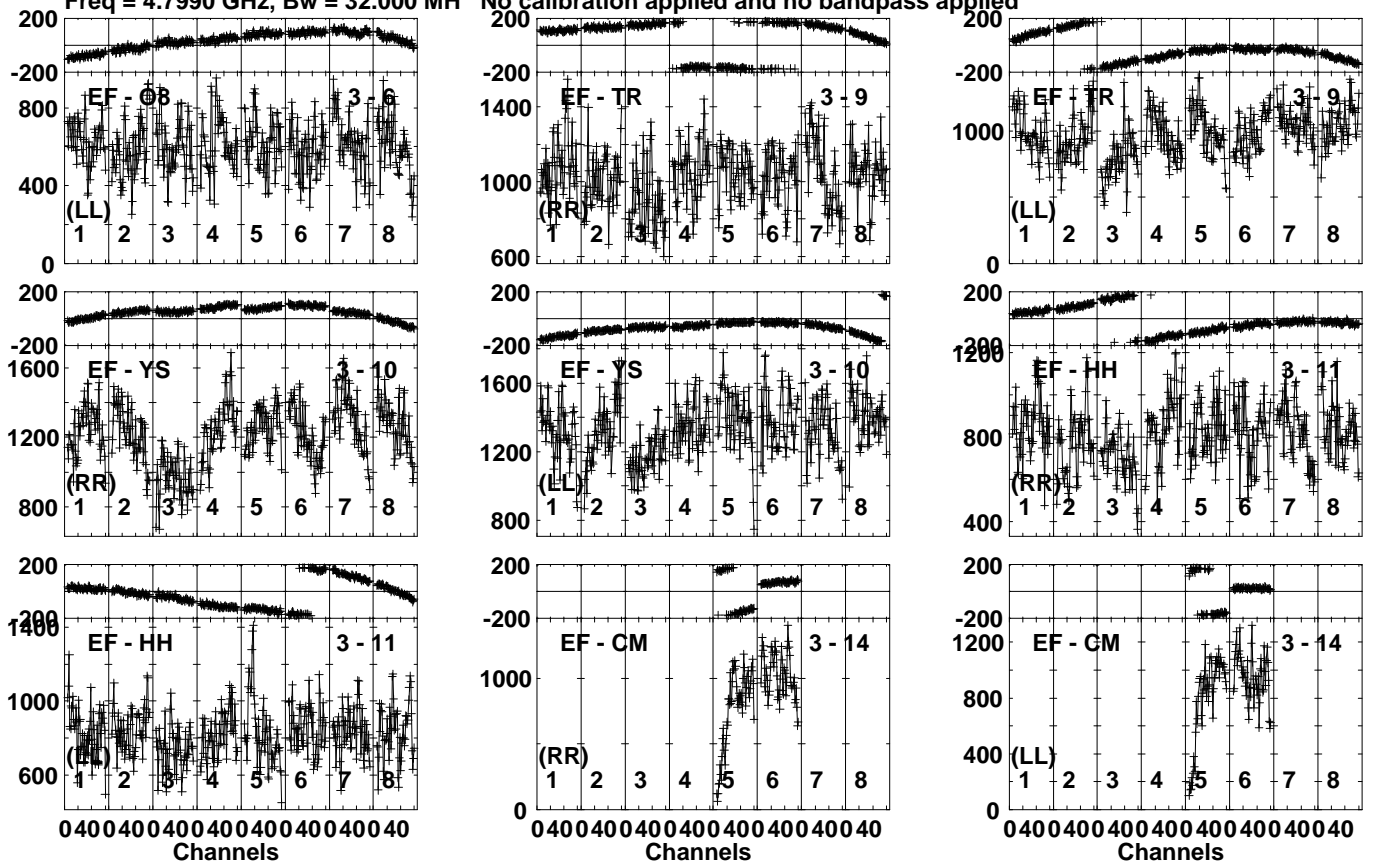 Freq = 4.7990 GHz, Bw = 32.000 MH No calibration applied and no bandpass applied
200
-200
EF - O8 3 - 6
800
400
0
(LL)
1 2 3 4 5 6 7 8
200
-200
EF - TR 3 - 9
1400
1000
600
(RR)
1 2 3 4 5 6 7 8
200
-200
EF - TR 3 - 9
1000
0
(LL)
1 2 3 4 5 6 7 8
200
-200
EF - YS 3 - 10
1600
1200
800
(RR)
1 2 3 4 5 6 7 8
200
-200
EF - YS 3 - 10
1600
1200
800
(LL)
1 2 3 4 5 6 7 8
200
-200
1200
EF - HH 3 - 11
800
400
(RR)
1 2 3 4 5 6 7 8
200
-200
1400
EF - HH 3 - 11
1000
600
(LL)
1 2 3 4 5 6 7 8
0 40 0 40 0 40 0 40 0 40 0 40 0 40 0 40
Channels
200
-200
EF - CM 3 - 14
1000
0
(RR)
1 2 3 4 5 6 7 8
0 40 0 40 0 40 0 40 0 40 0 40 0 40 0 40
Channels
200
-200
EF - CM 3 - 14
1200
800
400
0
(LL)
1 2 3 4 5 6 7 8
0 40 0 40 0 40 0 40 0 40 0 40 0 40 0 40
Channels